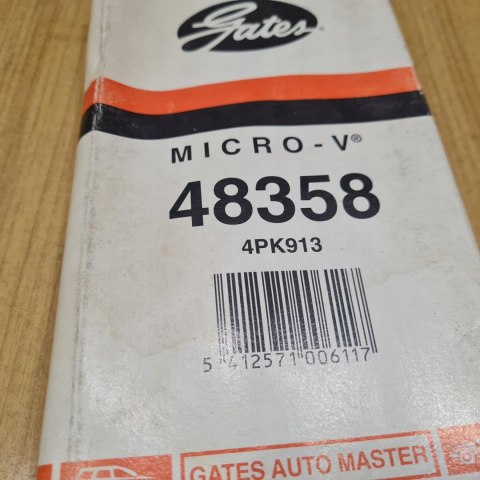 Gates
MICRO-V®
48358
4PK913
5 412571 006117
GATES AUTO MASTER